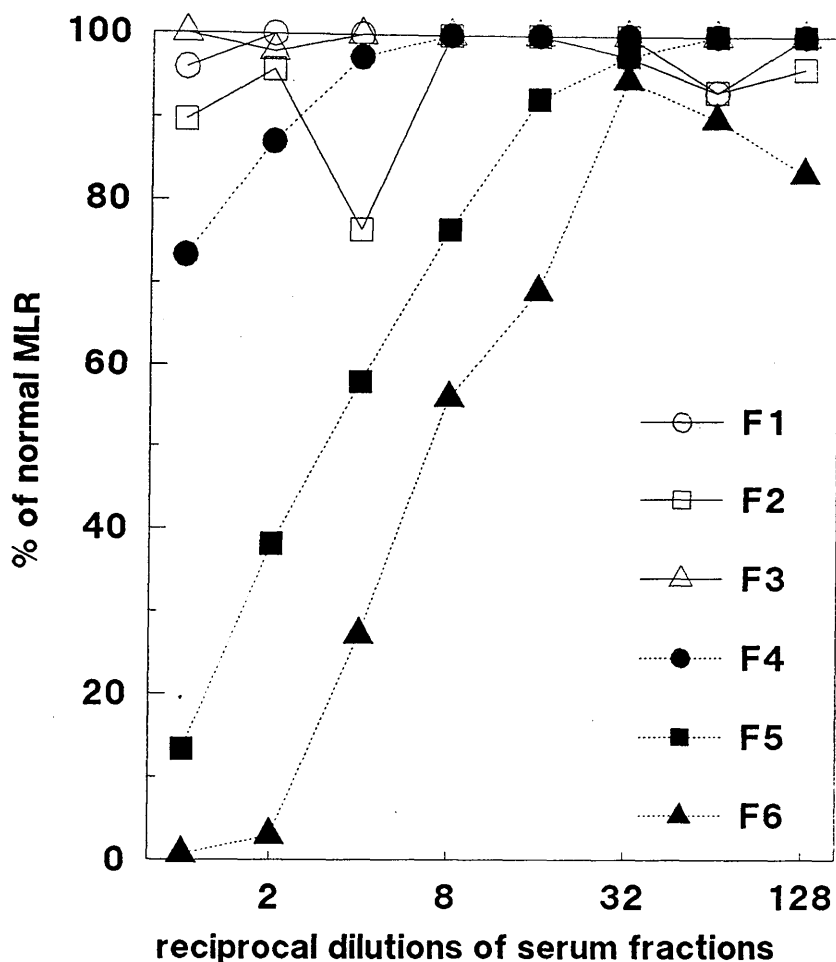 100
80
60
40
20
0
% of normal MLR
F1
F2
F3
F4
F5
F6
2 8 32 128
reciprocal dilutions of serum fractions